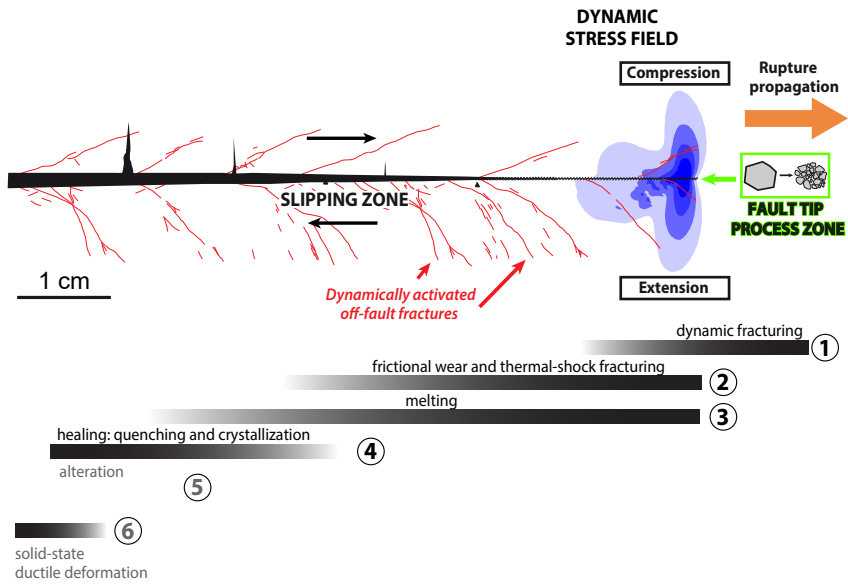 DYNAMIC
STRESS FIELD
Compression
Rupture
propagation
SLIPPING ZONE
FAULT TIP
PROCESS ZONE
1 cm
Dynamically activated
off-fault fractures
Extension
dynamic fracturing
1
frictional wear and thermal-shock fracturing
2
melting
3
healing: quenching and crystallization
4
alteration
5
6
solid-state
ductile deformation